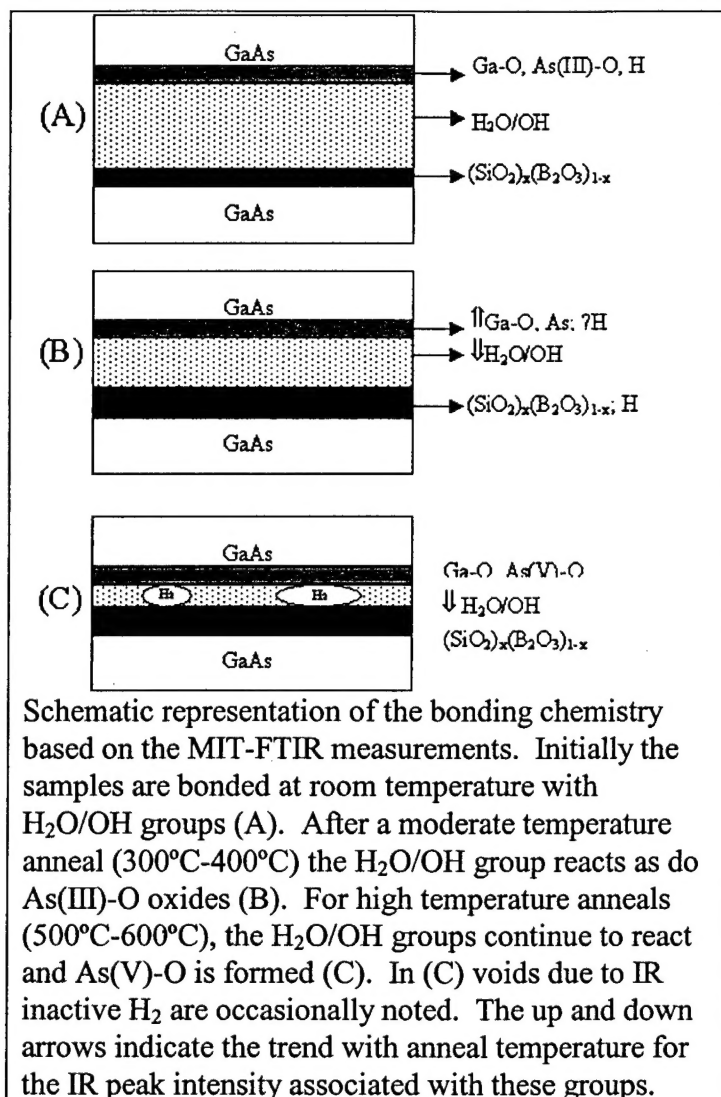 GaAs
Ga-O, As(III)-O, H
(A)
H₂O/OH
(SiO₂)ₓ(B₂O₃)₁₋ₓ
GaAs
GaAs
⇑Ga-O, As; ?H
(B)
⇓H₂O/OH
(SiO₂)ₓ(B₂O₃)₁₋ₓ; H
GaAs
GaAs
Ga-O, As(V)-O
(C)
H₂ H₂
⇓H₂O/OH
(SiO₂)ₓ(B₂O₃)₁₋ₓ
GaAs
Schematic representation of the bonding chemistry
based on the MIT-FTIR measurements. Initially the
samples are bonded at room temperature with
H₂O/OH groups (A). After a moderate temperature
anneal (300ºC-400ºC) the H₂O/OH group reacts as do
As(III)-O oxides (B). For high temperature anneals
(500ºC-600ºC), the H₂O/OH groups continue to react
and As(V)-O is formed (C). In (C) voids due to IR
inactive H₂ are occasionally noted. The up and down
arrows indicate the trend with anneal temperature for
the IR peak intensity associated with these groups.